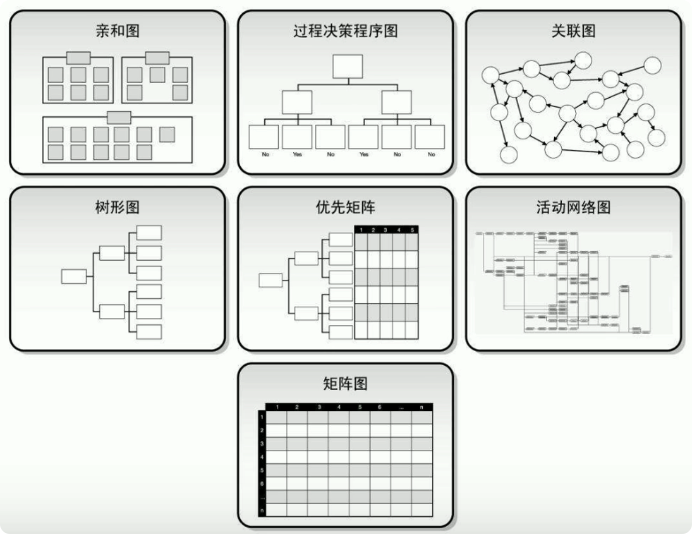 亲和图
过程决策程序图
关联图
No Yes No Yes No No
树形图
优先矩阵
活动网络图
1 2 3 4 5
矩阵图
1 2 3 4 5 6 ... n
1
2
3
4
5
6
...
n